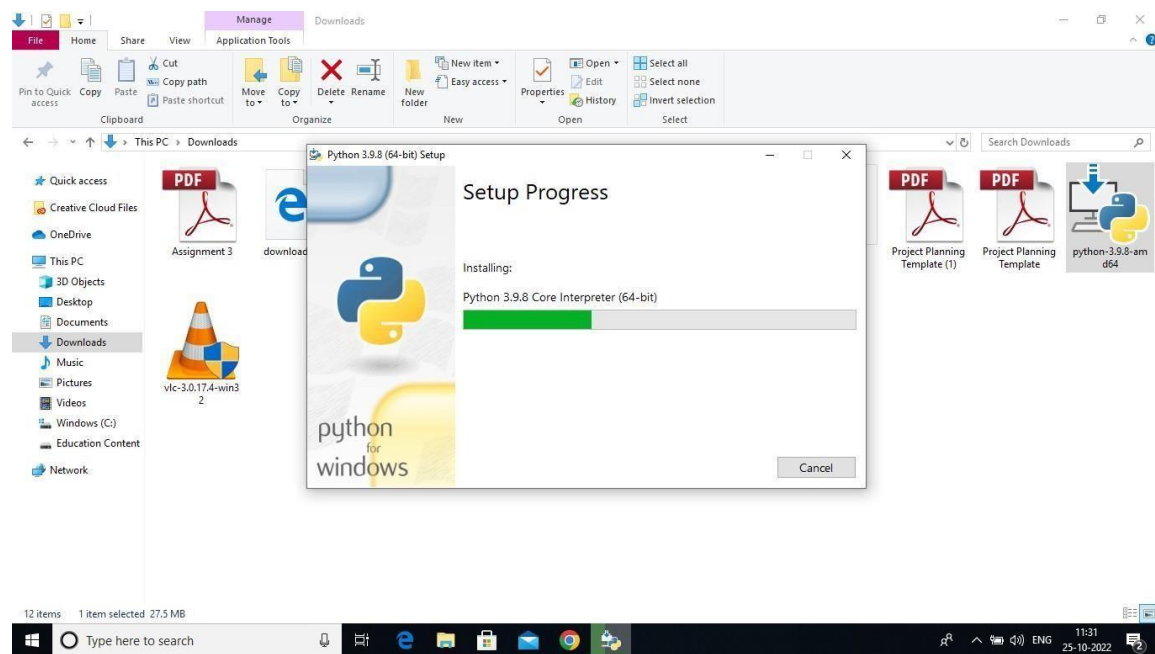 Manage
Downloads
File
Home
Share
View
Application Tools
Pin to Quick
access
Copy
Paste
Cut
Copy path
Paste shortcut
Move
to
Copy
to
Delete
Rename
New
folder
New item
Easy access
Properties
Open
Edit
History
Select all
Select none
Invert selection
Clipboard
Organize
New
Open
Select
This PC > Downloads
Search Downloads
Quick access
Creative Cloud Files
OneDrive
This PC
3D Objects
Desktop
Documents
Downloads
Music
Pictures
Videos
Windows (C:)
Education Content
Network
PDF
Assignment 3
download
vlc-3.0.17.4-win3
2
Python 3.9.8 (64-bit) Setup
Setup Progress
Installing:
Python 3.9.8 Core Interpreter (64-bit)
python
for
windows
Cancel
PDF
Project Planning
Template (1)
PDF
Project Planning
Template
python-3.9.8-am
d64
12 items
1 item selected
27.5 MB
Type here to search
ENG
11:31
25-10-2022
2